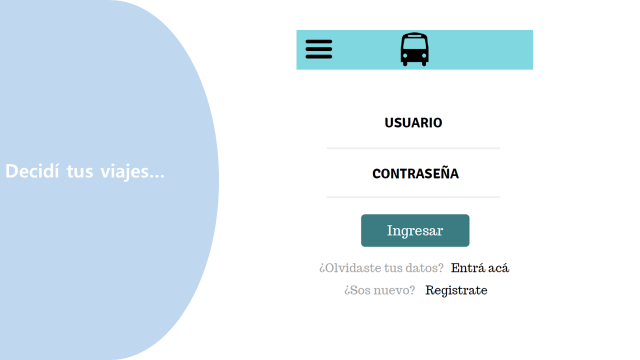 Decidí tus viajes...
USUARIO
CONTRASEÑA
Ingresar
¿Olvidaste tus datos? Entrá acá
¿Sos nuevo? Registrate